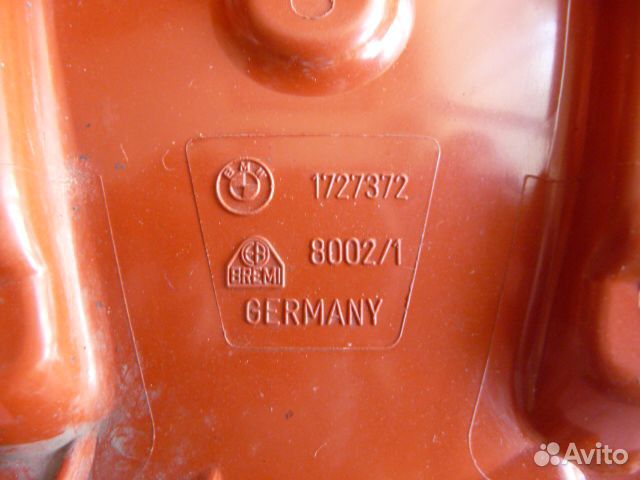 BMW 1727372
BREMI 8002/1
GERMANY
Avito